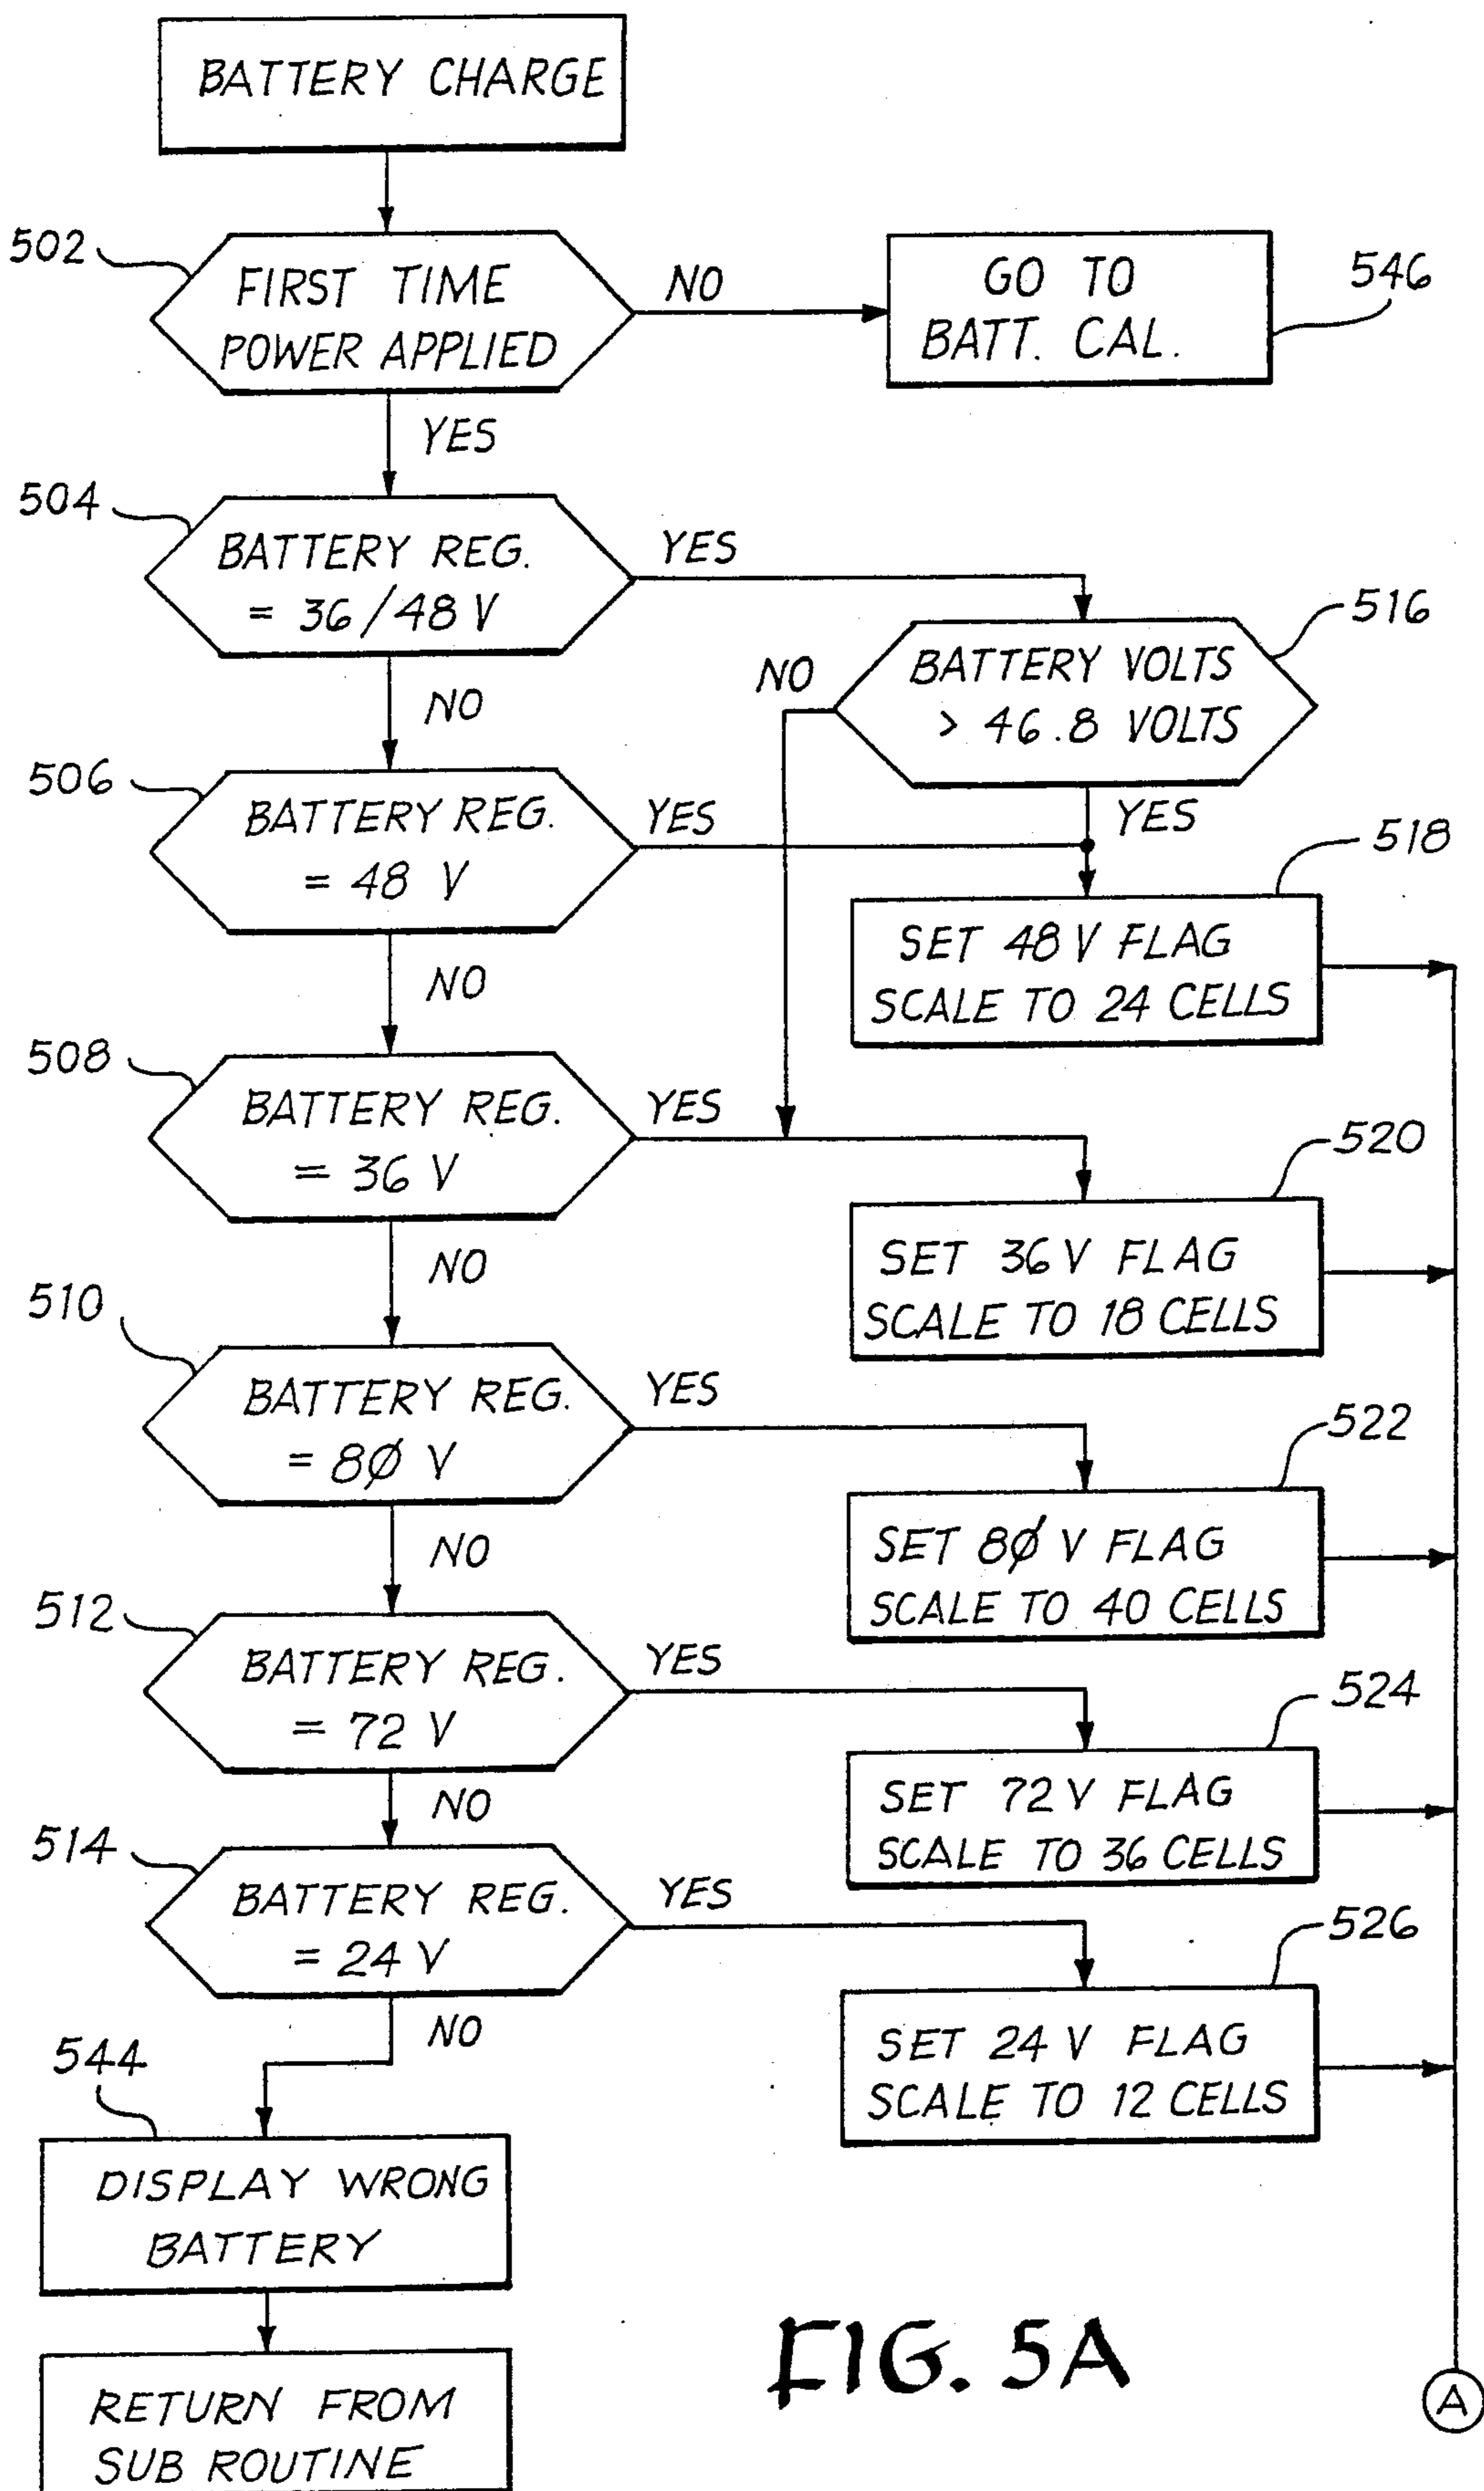 BATTERY CHARGE
502
FIRST TIME
POWER APPLIED
NO
GO TO
BATT. CAL.
546
YES
504
BATTERY REG.
= 36/48 V
YES
516
BATTERY VOLTS
> 46.8 VOLTS
NO
NO
YES
506
BATTERY REG.
= 48 V
YES
518
SET 48 V FLAG
SCALE TO 24 CELLS
NO
508
BATTERY REG.
= 36 V
YES
520
SET 36 V FLAG
SCALE TO 18 CELLS
NO
510
BATTERY REG.
= 8Ø V
YES
522
SET 8Ø V FLAG
SCALE TO 40 CELLS
NO
512
BATTERY REG.
= 72 V
YES
524
SET 72 V FLAG
SCALE TO 36 CELLS
NO
514
BATTERY REG.
= 24 V
YES
526
SET 24 V FLAG
SCALE TO 12 CELLS
NO
544
DISPLAY WRONG
BATTERY
RETURN FROM
SUB ROUTINE
FIG. 5A
A